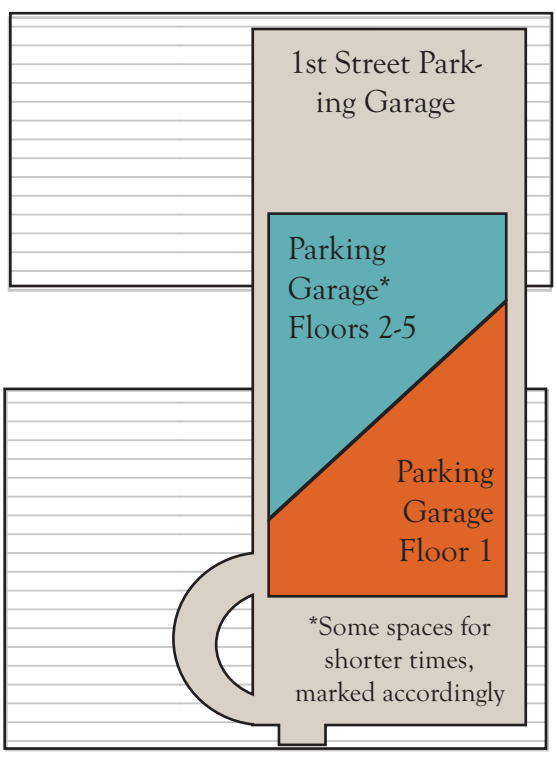 1st Street Park-
ing Garage
Parking
Garage*
Floors 2-5
Parking
Garage
Floor 1
*Some spaces for
shorter times,
marked accordingly